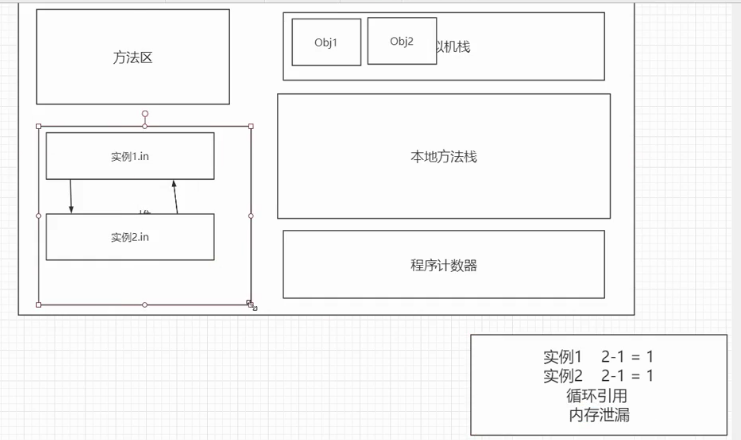 方法区
Obj1
Obj2
拟机栈
实例1.in
实例2.in
本地方法栈
程序计数器
实例1 2-1 = 1
实例2 2-1 = 1
循环引用
内存泄漏